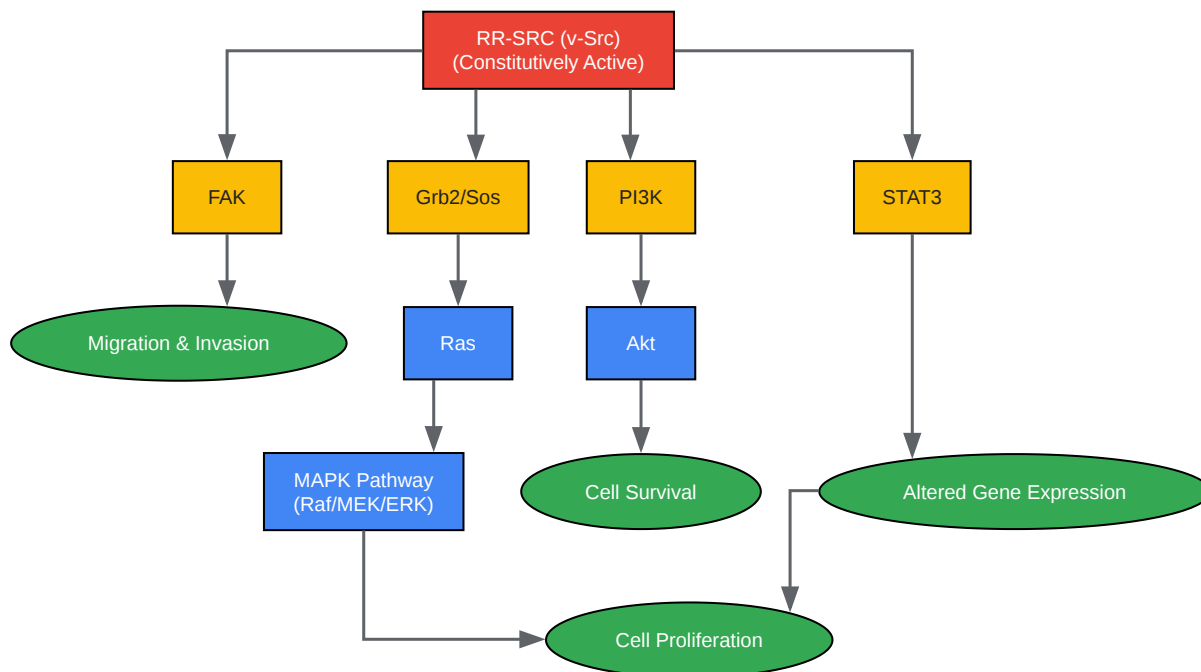 RR-SRC (v-Src)
(Constitutively Active)
FAK
Grb2/Sos
PI3K
STAT3
Migration & Invasion
Ras
Akt
MAPK Pathway
(Raf/MEK/ERK)
Cell Survival
Altered Gene Expression
Cell Proliferation